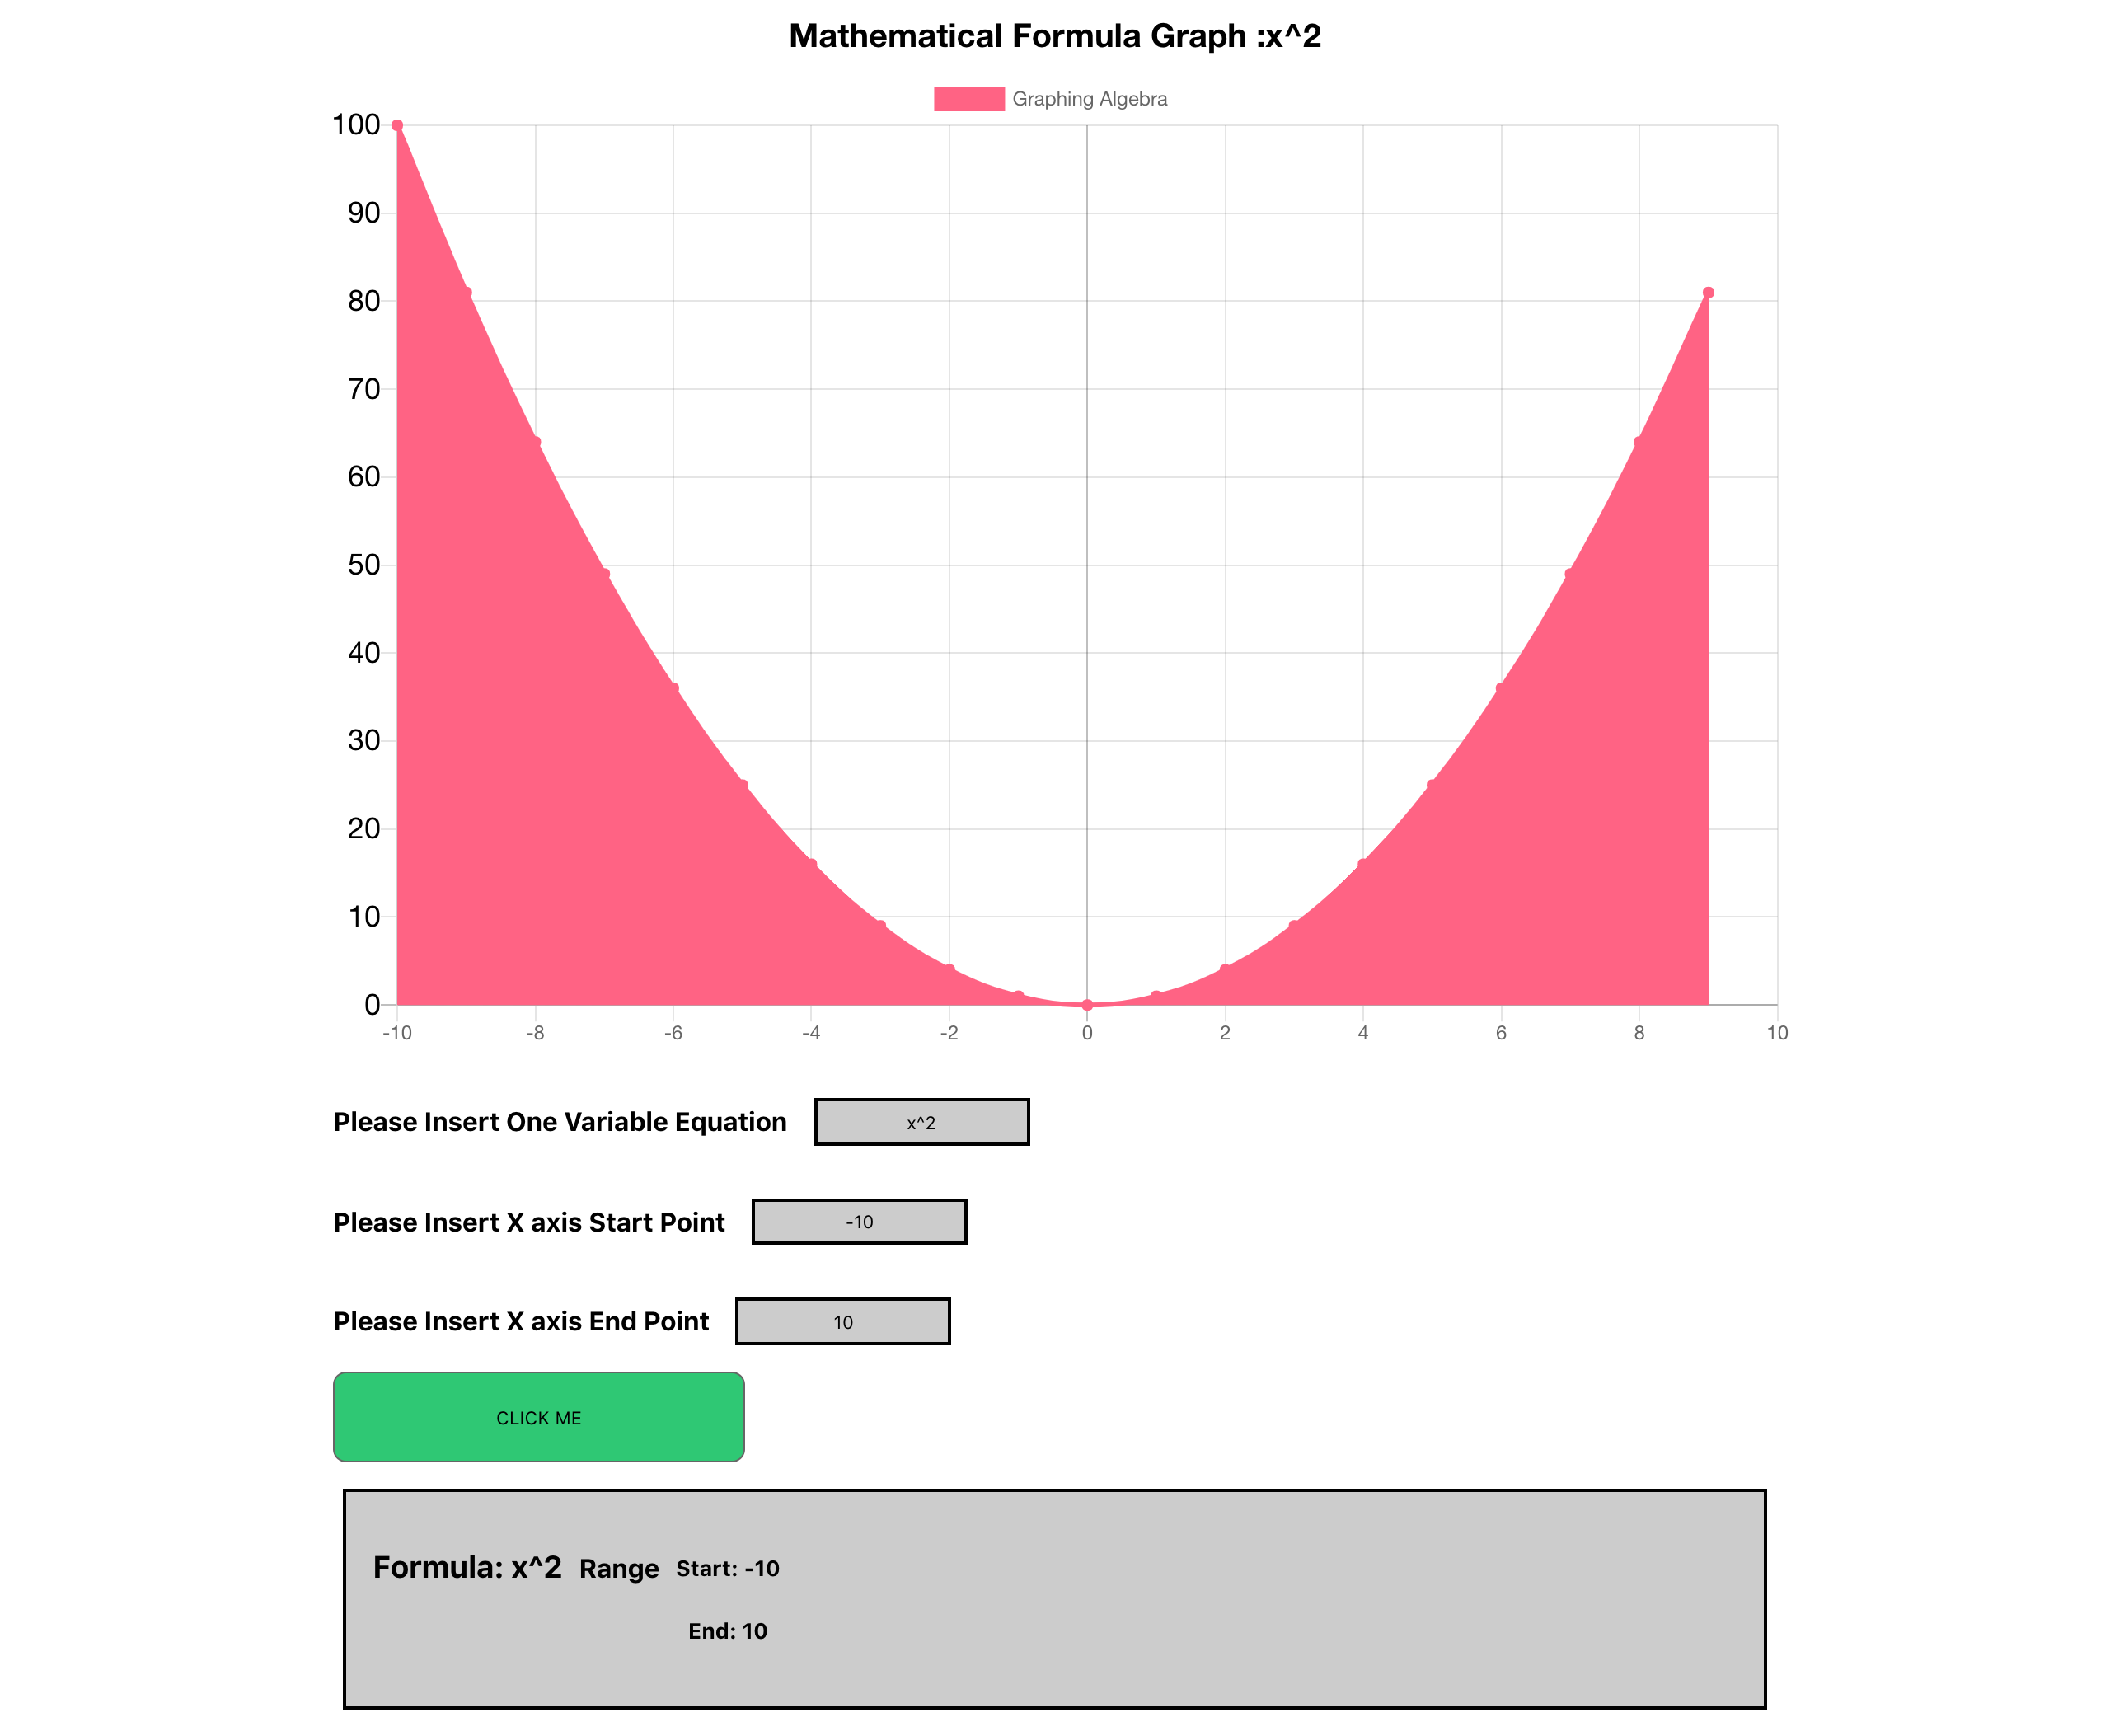 Mathematical Formula Graph :x^2
Graphing Algebra
100
90
80
70
60
50
40
30
20
10
0
-10 -8 -6 -4 -2 0 2 4 6 8 10
Please Insert One Variable Equation x^2
Please Insert X axis Start Point -10
Please Insert X axis End Point 10
CLICK ME
Formula: x^2 Range Start: -10
End: 10